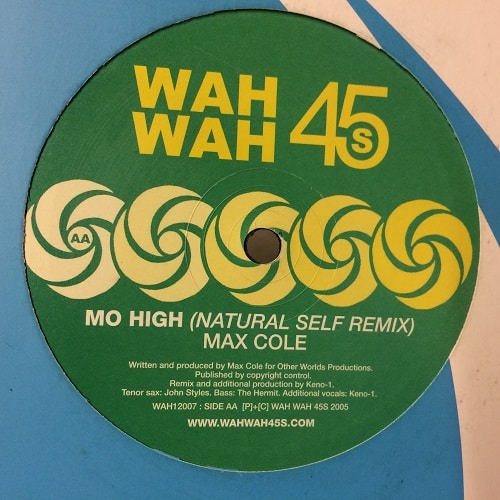 WAH
WAH 45s
AA
MO HIGH (NATURAL SELF REMIX)
MAX COLE
Written and produced by Max Cole for Other Worlds Productions.
Published by copyright control.
Remix and additional production by Keno-1.
Tenor sax: John Styles. Bass: The Hermit. Additional vocals: Keno-1.
WAH12007 : SIDE AA [P]+[C] WAH WAH 45S 2005
WWW.WAHWAH45S.COM